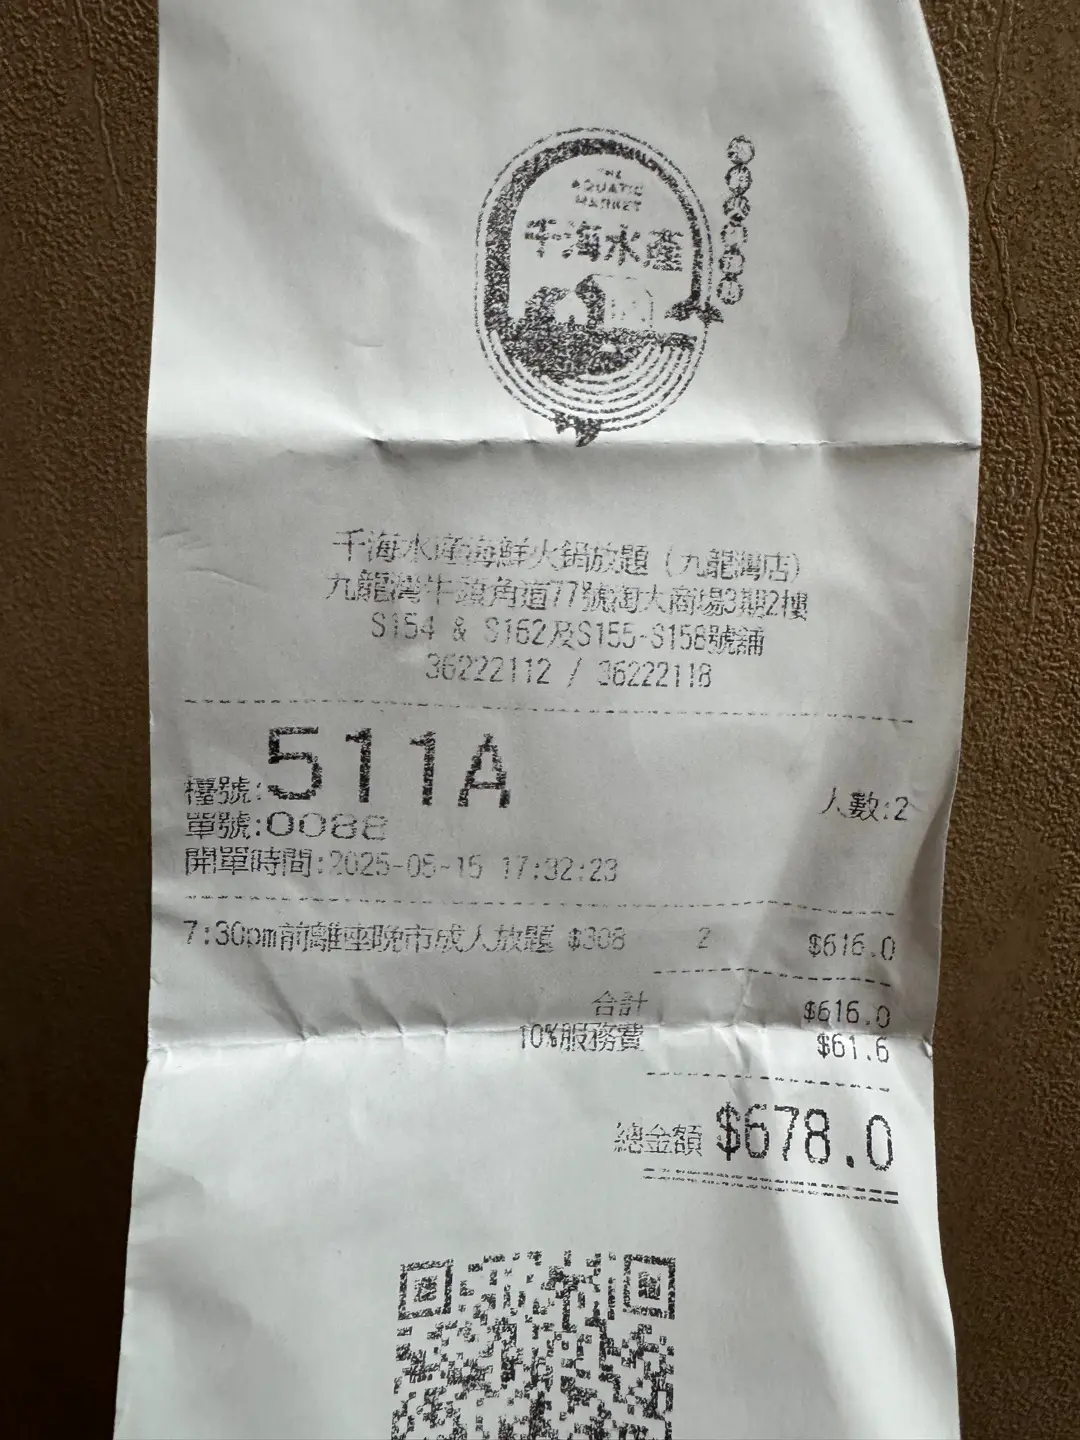 THE
AQUATIC
MARKET
千海水產
千海水產海鮮火鍋放題（九龍灣店）
九龍灣牛頭角道77號淘大商場3期2樓
S154 & S162及S155-S158號舖
36222112 / 36222118
檯號:511A 人數:2
單號:0088
開單時間:2025-05-15 17:32:23
7:30pm前離座晚市成人放題 $308 2 $616.0
合計 $616.0
10%服務費 $61.6
總金額 $678.0